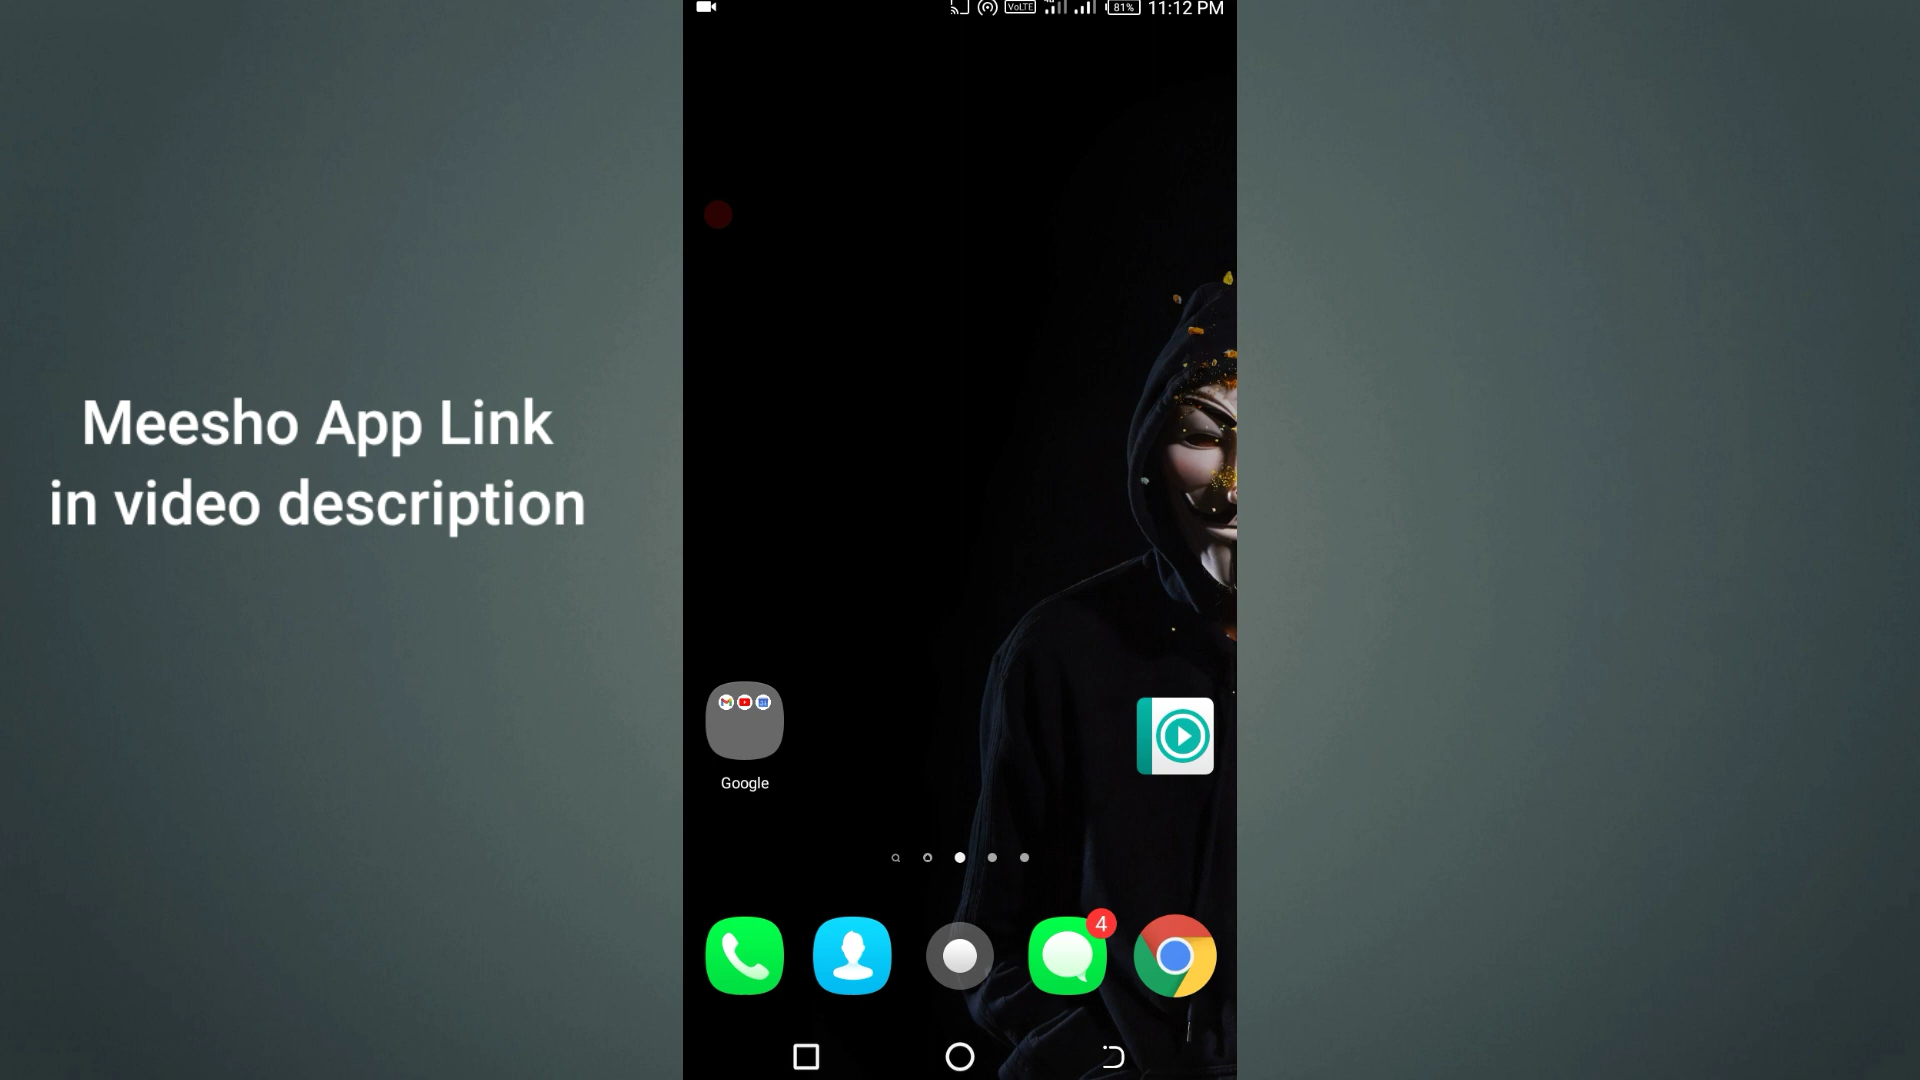 VoLTE 81% 11:12 PM
Meesho App Link
in video description
Google
4